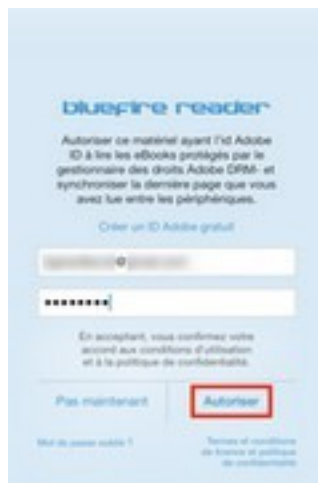 bluefire reader
Autoriser ce matériel ayant l'id Adobe
ID à lire les eBooks protégés par le
gestionnaire des droits Adobe DRM- et
synchroniser la dernière page que vous
avez lue entre les périphériques.
Créer un ID Adobe gratuit
@
En acceptant, vous confirmez votre
accord aux conditions d'utilisation
et à la politique de confidentialité.
Pas maintenant
Autoriser
Mot de passe oublié ?
Termes et conditions
de licence et politique
de confidentialité